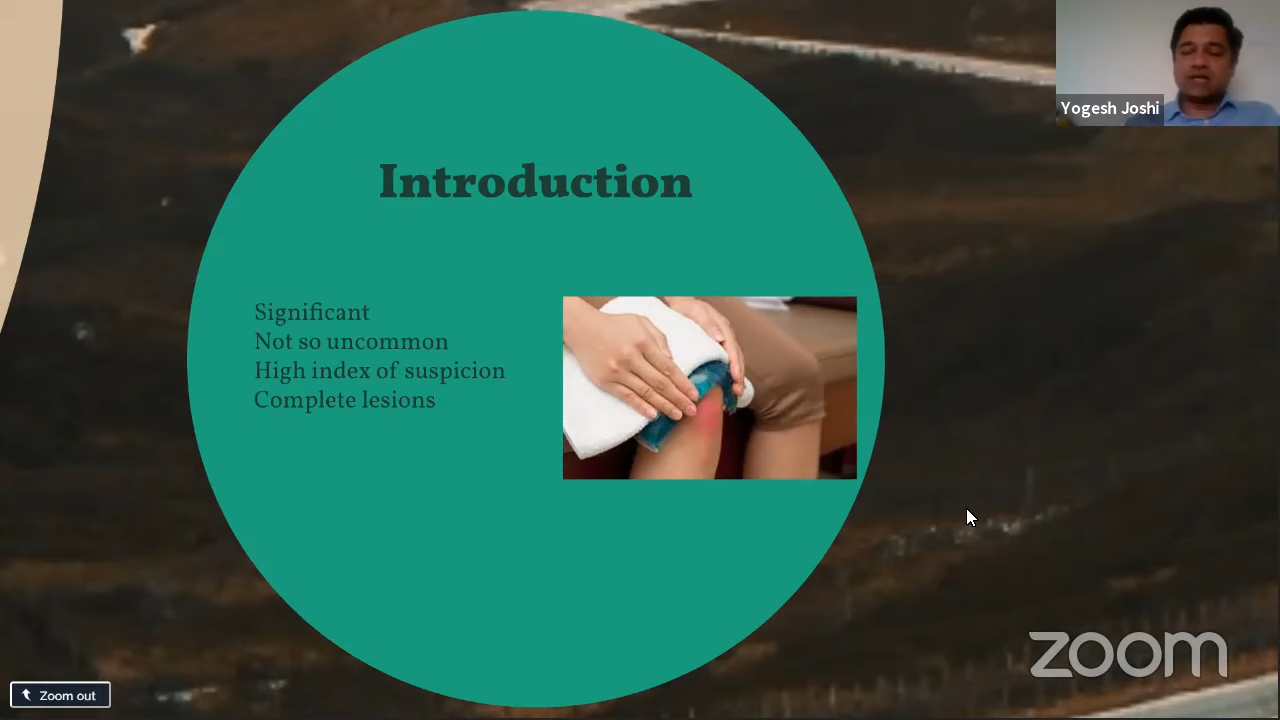 Yogesh Joshi
Introduction
Significant
Not so uncommon
High index of suspicion
Complete lesions
zoom
Zoom out